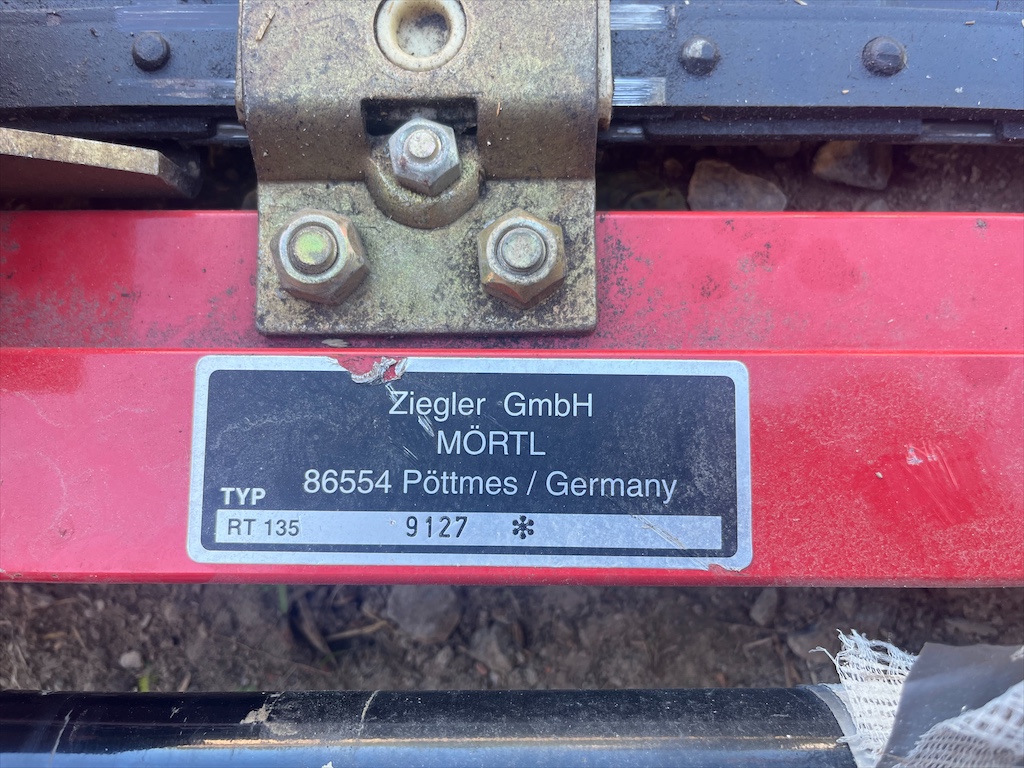 Ziegler GmbH
MÖRTL
86554 Pöttmes / Germany
TYP
RT 135 9127 *